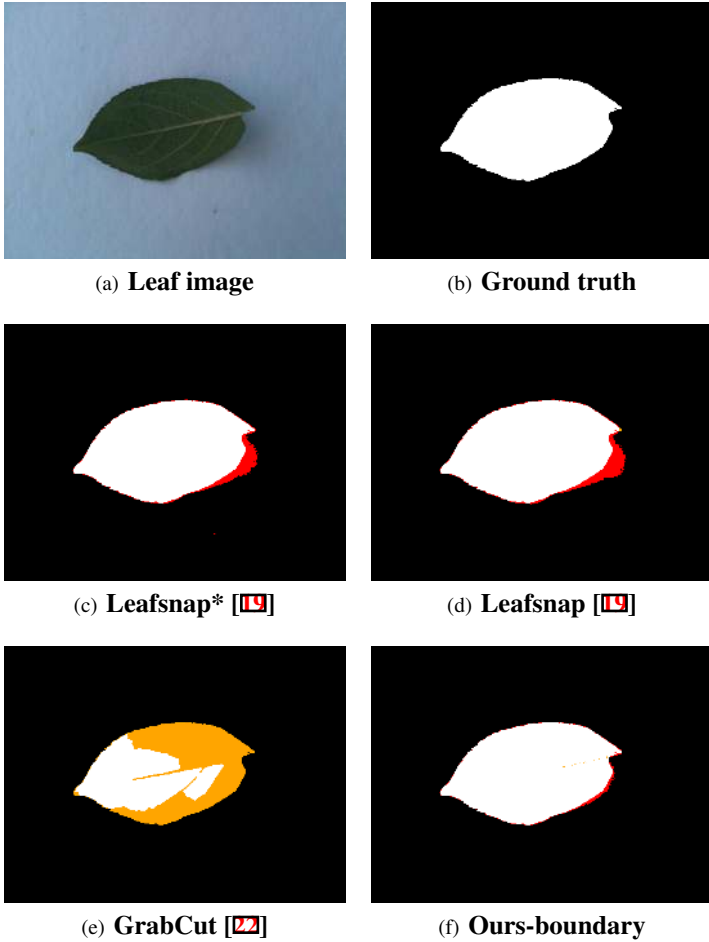 (a) Leaf image
(b) Ground truth
(c) Leafsnap* [19]
(d) Leafsnap [19]
(e) GrabCut [22]
(f) Ours-boundary